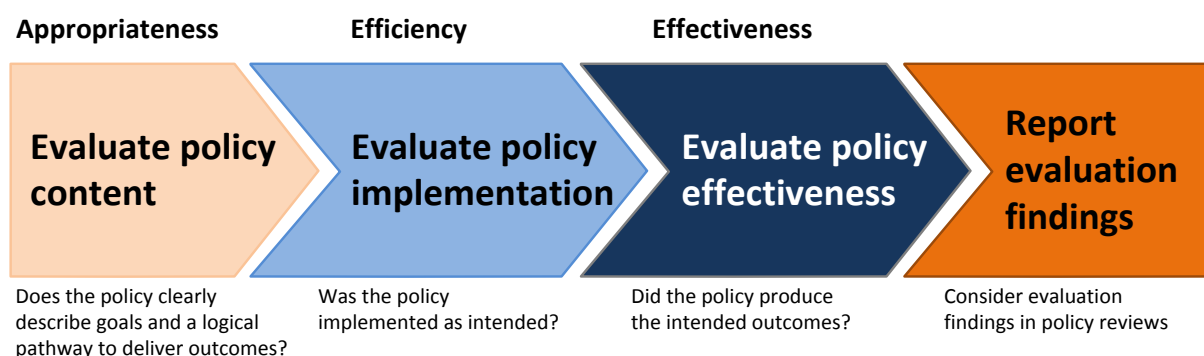 Appropriateness
Efficiency
Effectiveness
Evaluate policy
content
Evaluate policy
implementation
Evaluate policy
effectiveness
Report
evaluation
findings
Does the policy clearly
describe goals and a logical
pathway to deliver outcomes?
Was the policy
implemented as intended?
Did the policy produce
the intended outcomes?
Consider evaluation
findings in policy reviews